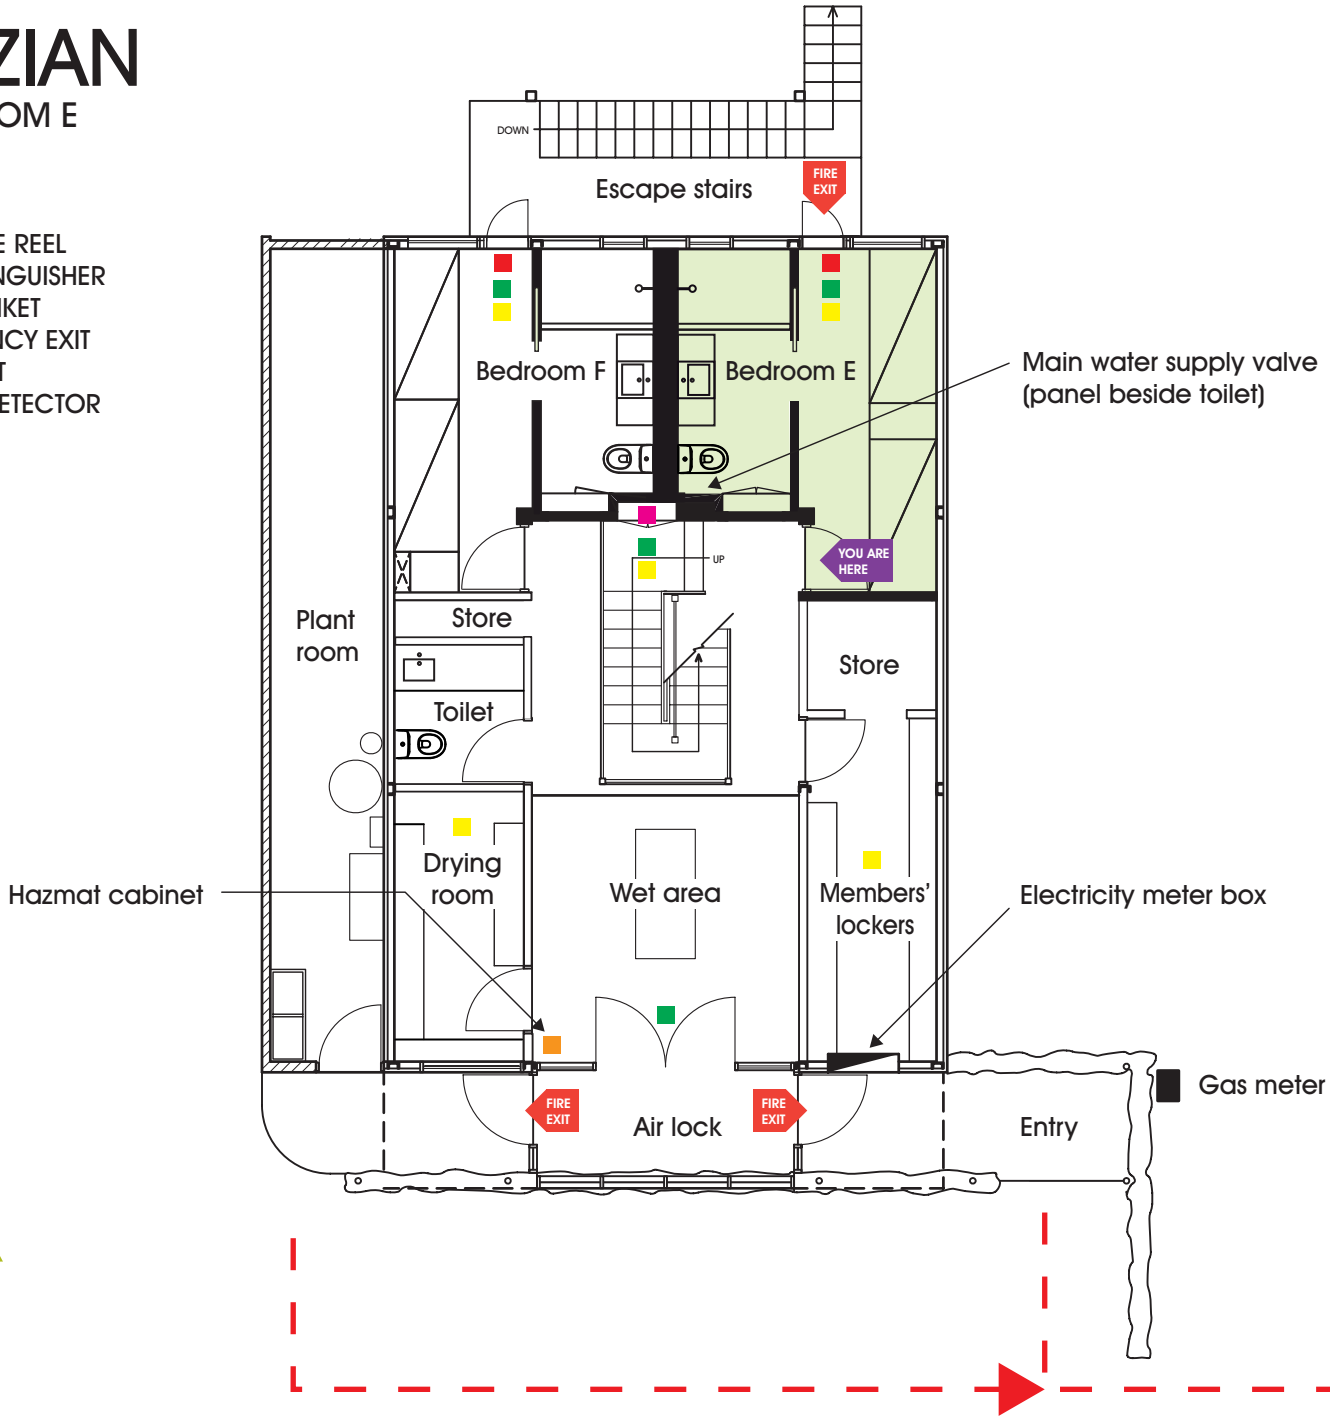 ZIAN
OM E
E REEL
NGUISHER
NKET
NCY EXIT
T
ETECTOR
DOWN
Escape stairs
FIRE
EXIT
Bedroom F
Bedroom E
Main water supply valve
(panel beside toilet)
UP
YOU ARE
HERE
Plant
room
Store
Store
Toilet
Drying
room
Hazmat cabinet
Wet area
Members'
lockers
Electricity meter box
FIRE
EXIT
FIRE
EXIT
Air lock
Entry
Gas meter